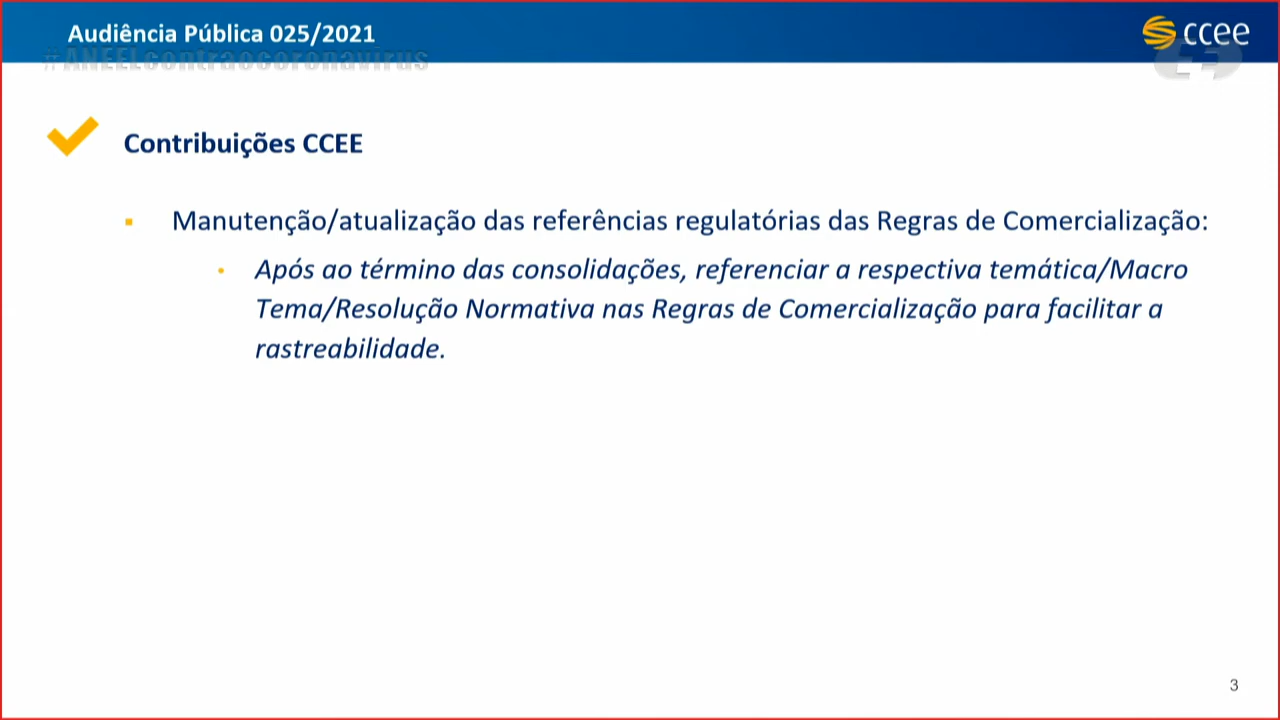 Audiência Pública 025/2021
ccee
#ANEELcontraocoronavirus
Contribuições CCEE
Manutenção/atualização das referências regulatórias das Regras de Comercialização:
Após ao término das consolidações, referenciar a respectiva temática/Macro
Tema/Resolução Normativa nas Regras de Comercialização para facilitar a
rastreabilidade.
3